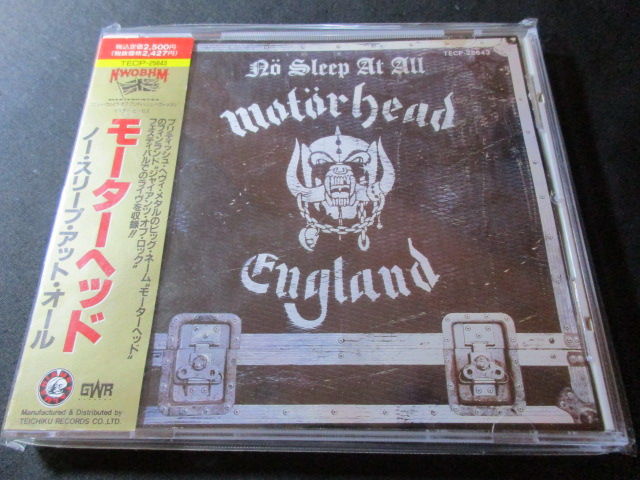 税込定価2,500円
(税抜価格2,427円)
TECP-25643
NWOBHM
モーターヘッド
ノー・スリープ・アット・オール
ブリティッシュ・ヘヴィ・メタルのビッグ・ネーム“モーターヘッド”
のフィンランド“ジャイアンツ・オブ・ロック”
フェスティバルでのライヴを収録!!
GWR
Manufactured & Distributed by
TEICHIKU RECORDS CO.,LTD.
TECP-25643
Nö Sleep At All
motörhead
England